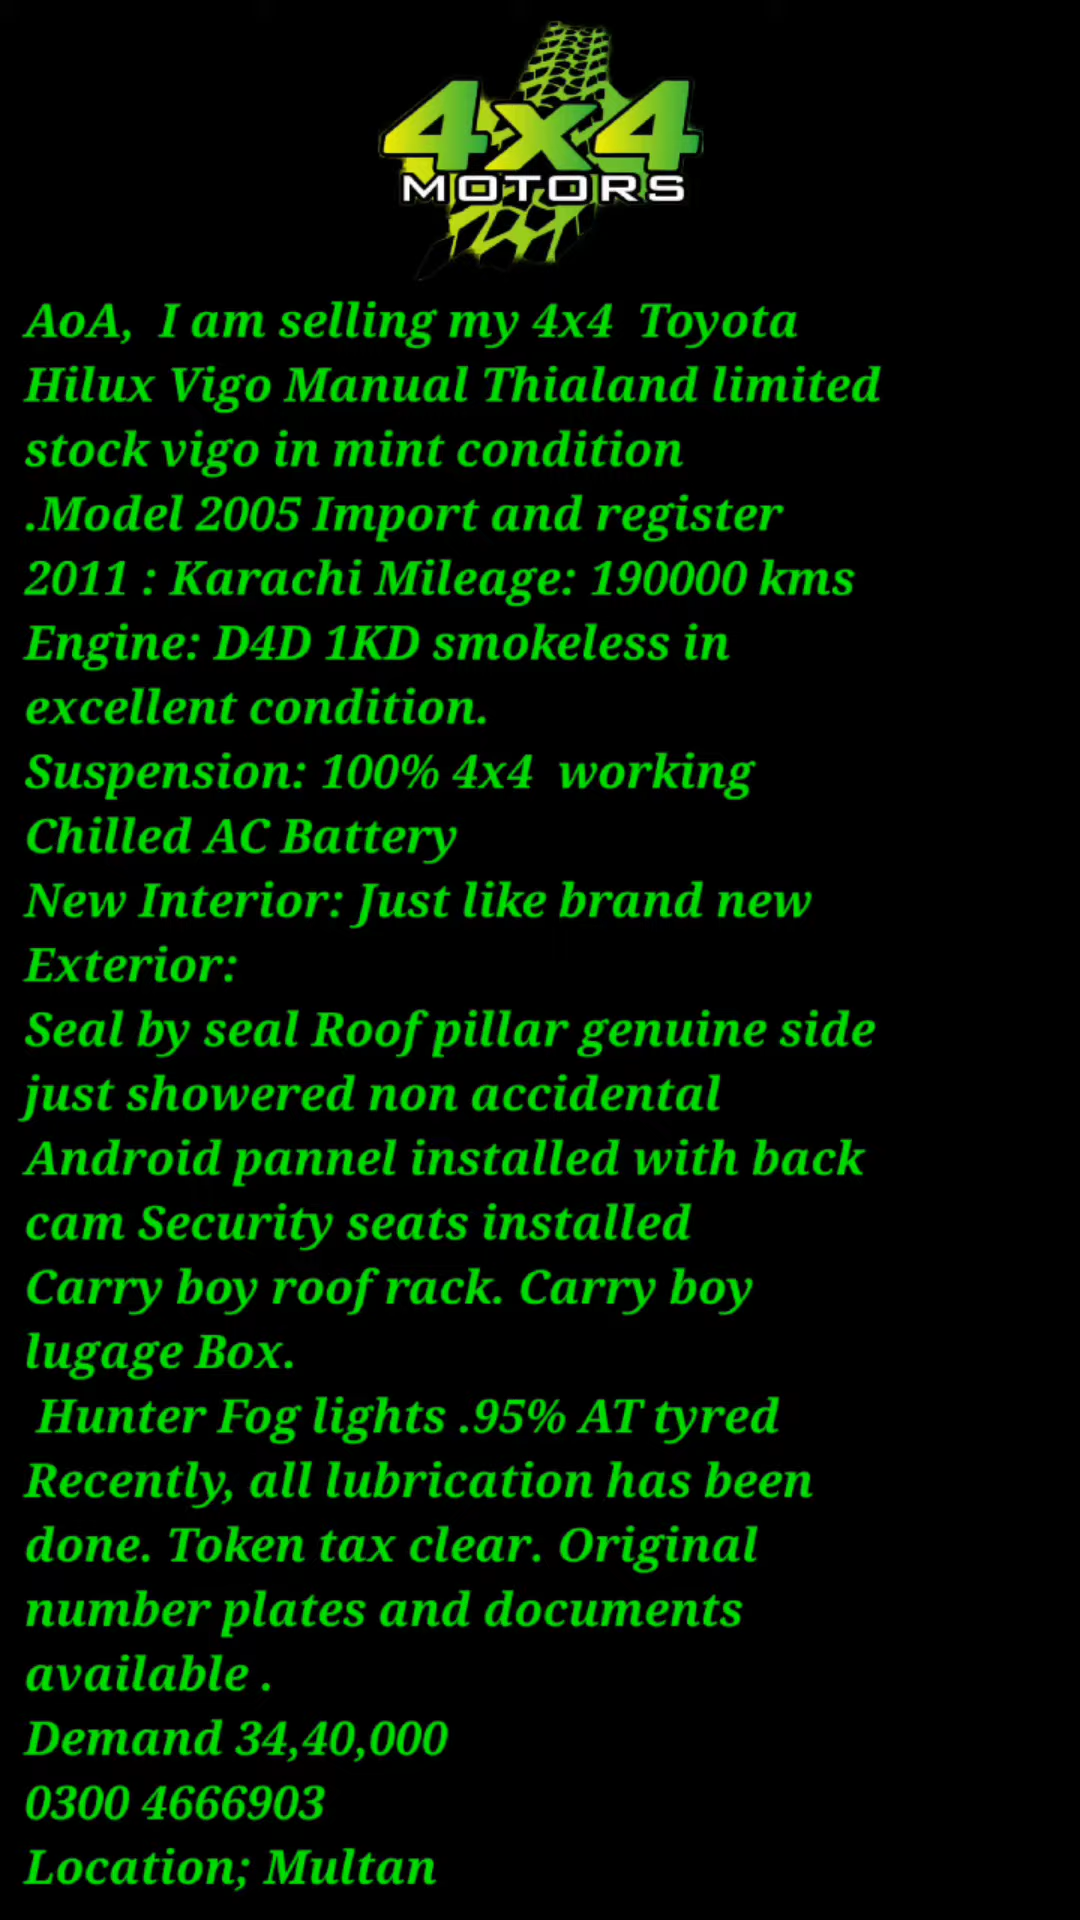 4x4
MOTORS
AoA, I am selling my 4x4 Toyota
Hilux Vigo Manual Thialand limited
stock vigo in mint condition
.Model 2005 Import and register
2011 : Karachi Mileage: 190000 kms
Engine: D4D 1KD smokeless in
excellent condition.
Suspension: 100% 4x4 working
Chilled AC Battery
New Interior: Just like brand new
Exterior:
Seal by seal Roof pillar genuine side
just showered non accidental
Android pannel installed with back
cam Security seats installed
Carry boy roof rack. Carry boy
lugage Box.
Hunter Fog lights .95% AT tyred
Recently, all lubrication has been
done. Token tax clear. Original
number plates and documents
available .
Demand 34,40,000
0300 4666903
Location; Multan